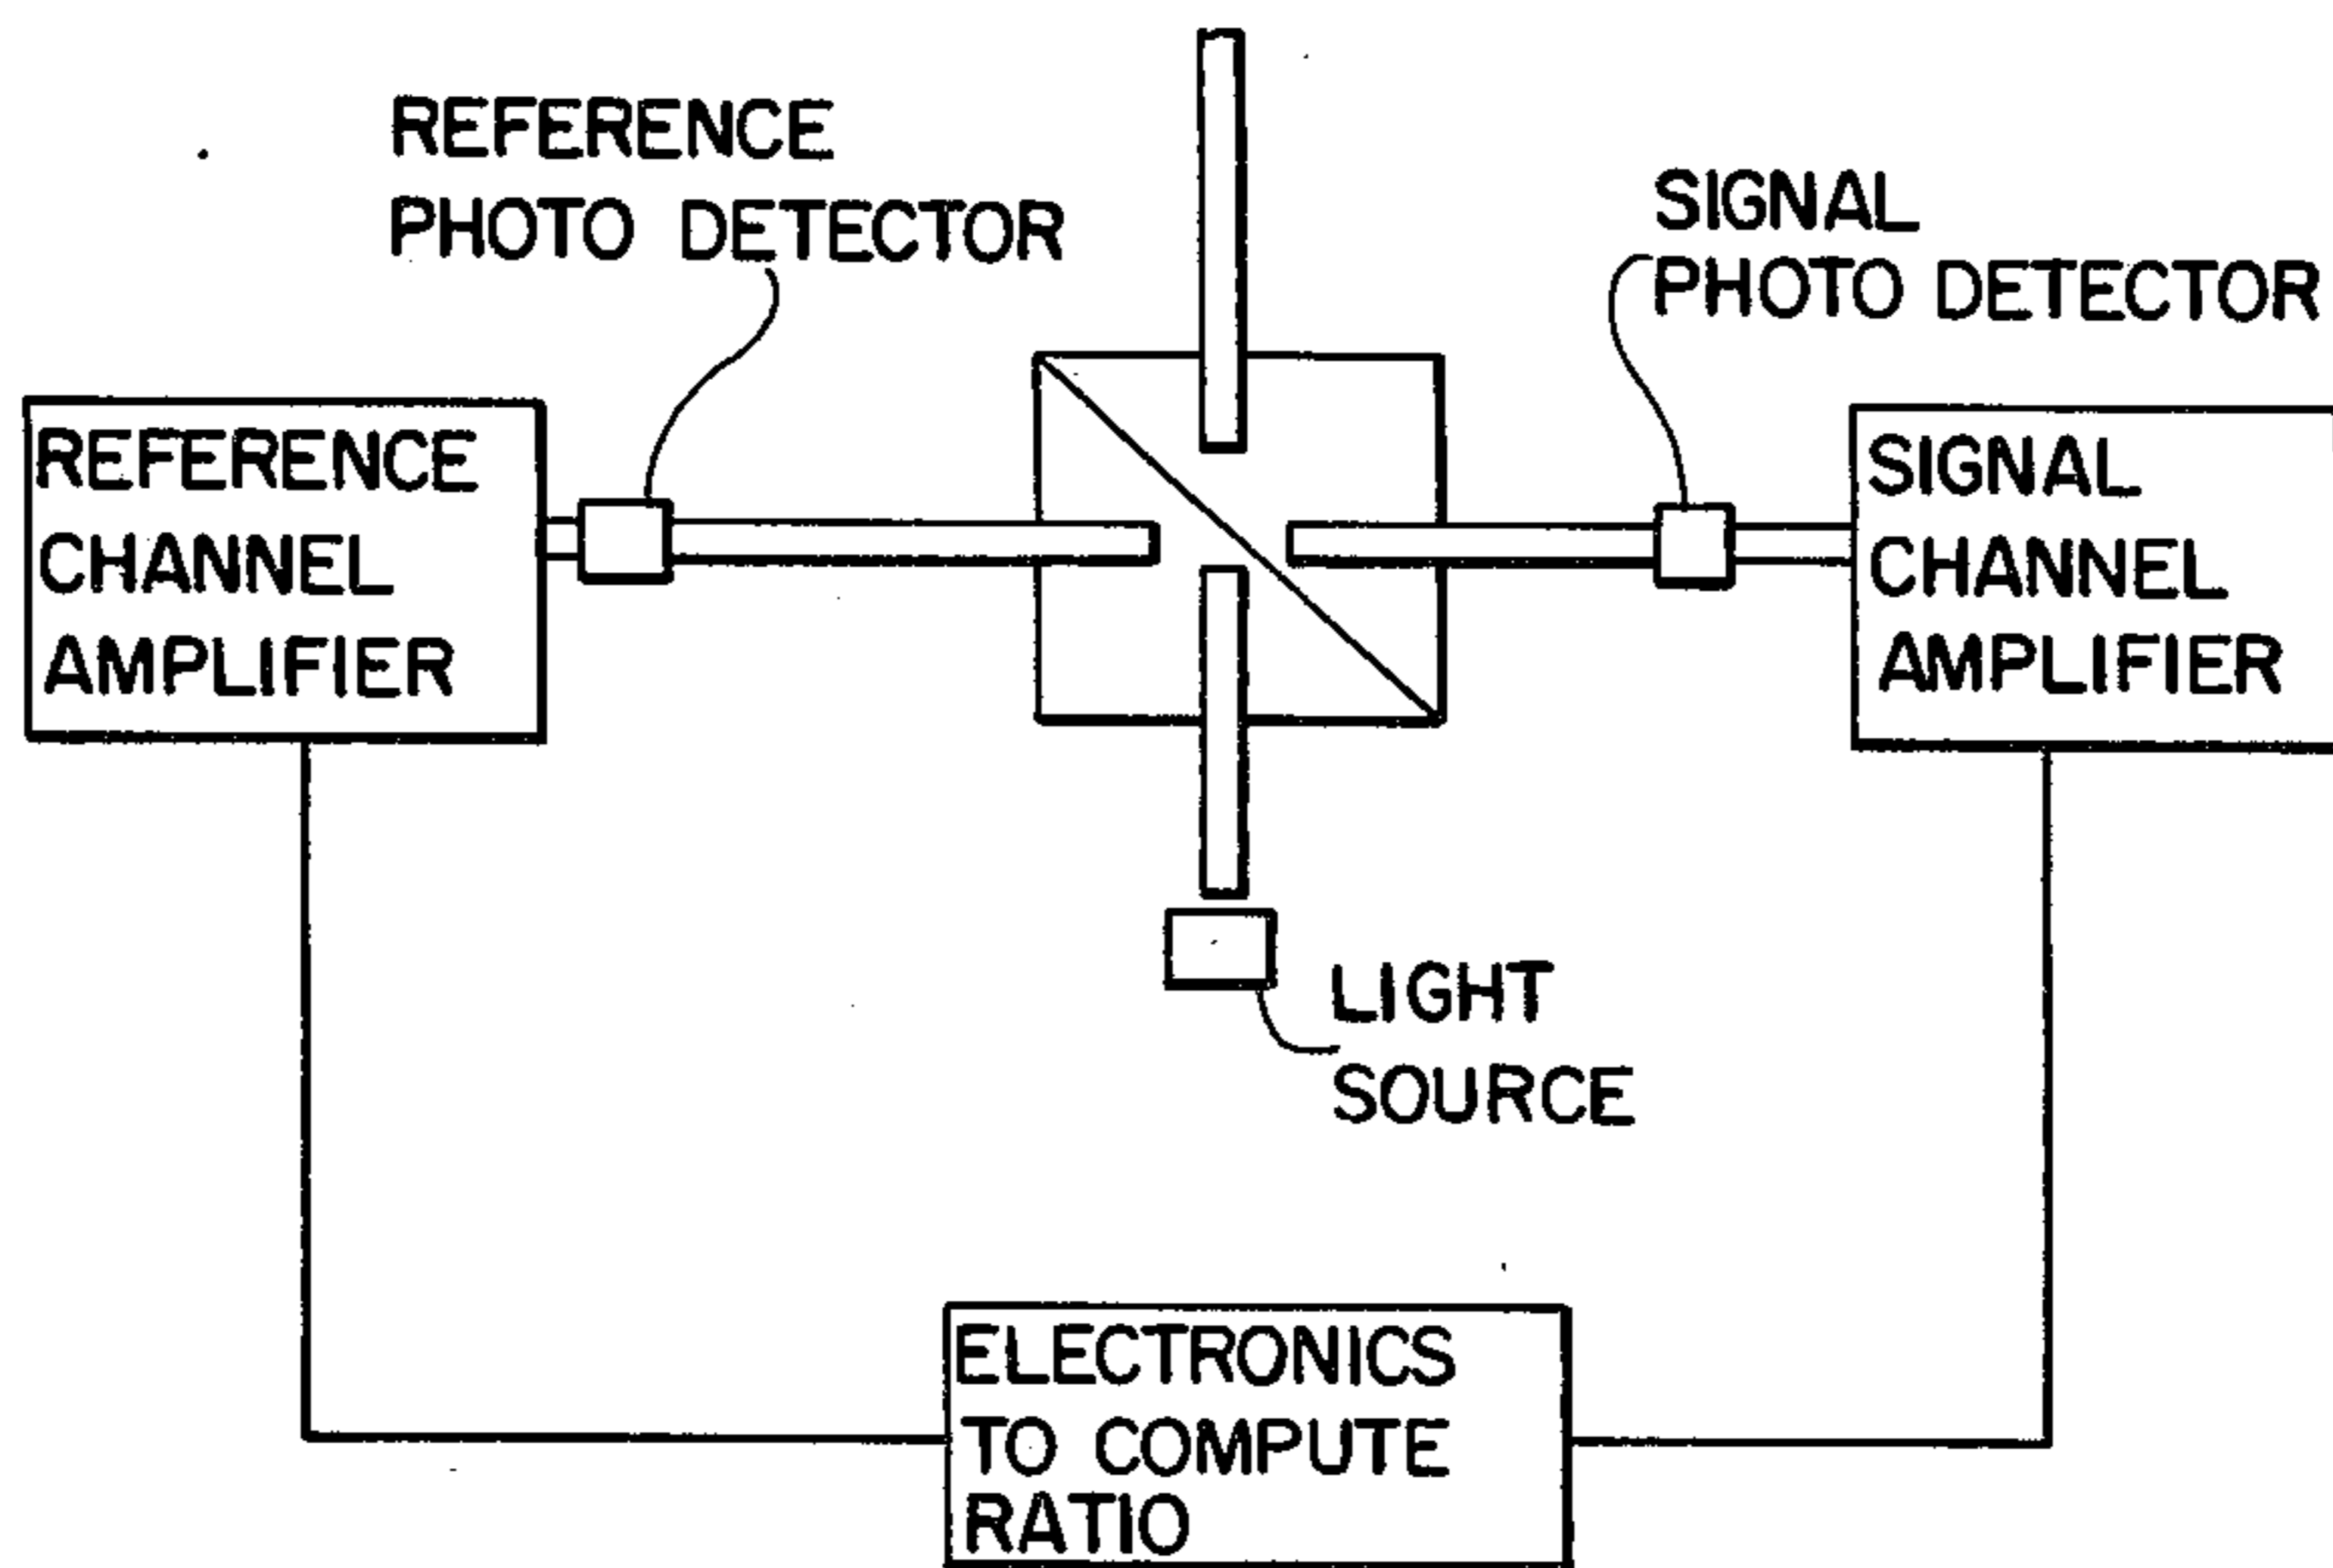 REFERENCE
PHOTO DETECTOR
SIGNAL
PHOTO DETECTOR
REFERENCE
CHANNEL
AMPLIFIER
SIGNAL
CHANNEL
AMPLIFIER
LIGHT
SOURCE
ELECTRONICS
TO COMPUTE
RATIO